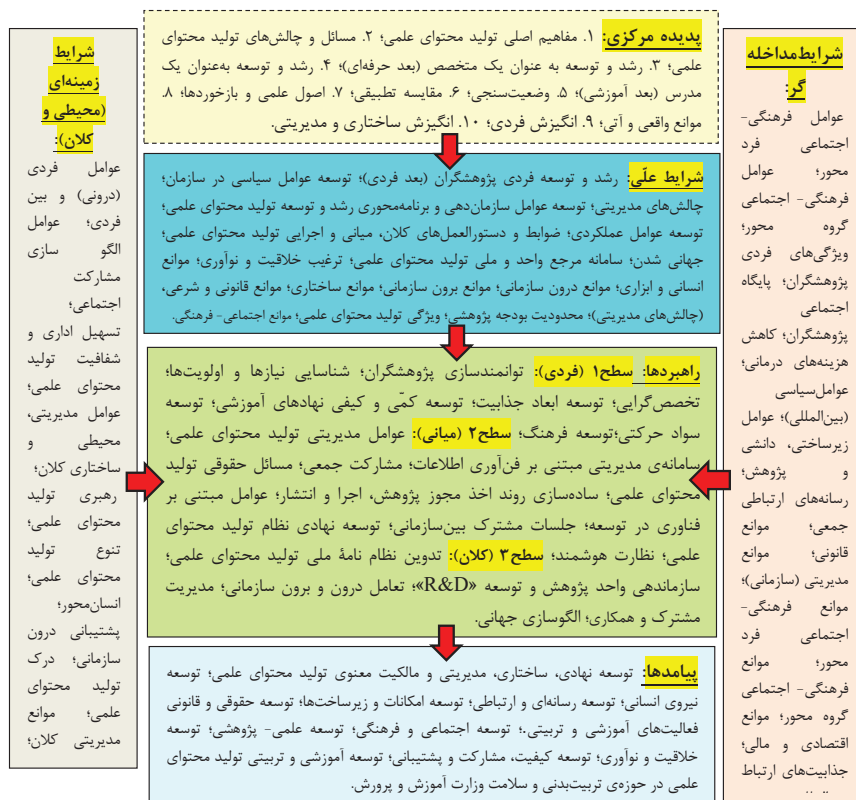 پدیده مرکزی: ۱. مفاهیم اصلی تولید محتوای علمی؛ ۲. مسائل و چالش‌های تولید محتوای
علمی؛ ۳. رشد و توسعه به عنوان یک متخصص (بعد حرفه‌ای)؛ ۴. رشد و توسعه به‌عنوان یک
مدرس (بعد آموزشی)؛ ۵. وضعیت‌سنجی؛ ۶. مقایسه تطبیقی؛ ۷. اصول علمی و بازخوردها؛ ۸.
موانع واقعی و آتی؛ ۹. انگیزش فردی؛ ۱۰. انگیزش ساختاری و مدیریتی.
شرایط‌مداخله
گر:
عوامل فرهنگی-
اجتماعی فرد
محور؛ عوامل
فرهنگی- اجتماعی
گروه محور؛
ویژگی‌های فردی
پژوهشگران؛ پایگاه
اجتماعی
پژوهشگران؛ کاهش
هزینه‌های درمانی؛
عوامل‌سیاسی
(بین‌المللی)؛ عوامل
زیرساختی، دانشی
و پژوهش؛
رسانه‌های ارتباطی
جمعی؛ موانع
قانونی؛ موانع
مدیریتی (سازمانی)؛
موانع فرهنگی-
اجتماعی فرد
محور؛ موانع
فرهنگی- اجتماعی
گروه محور؛ موانع
اقتصادی و مالی؛
جذابیت‌های ارتباط
شرایط علّی: رشد و توسعه فردی پژوهشگران (بعد فردی)؛ توسعه عوامل سیاسی در سازمان؛
چالش‌های مدیریتی؛ توسعه عوامل سازمان‌دهی و برنامه‌محوری رشد و توسعه تولید محتوای علمی؛
توسعه عوامل عملکردی؛ ضوابط و دستورالعمل‌های کلان، میانی و اجرایی تولید محتوای علمی؛
جهانی شدن؛ سامانه مرجع واحد و ملی تولید محتوای علمی؛ ترغیب خلاقیت و نوآوری؛ موانع
انسانی و ابزاری؛ موانع درون سازمانی؛ موانع برون سازمانی؛ موانع ساختاری؛ موانع قانونی و شرعی،
(چالش‌های مدیریتی)؛ محدودیت بودجه پژوهشی؛ ویژگی تولید محتوای علمی؛ موانع اجتماعی- فرهنگی.
راهبردها: سطح۱ (فردی): توانمندسازی پژوهشگران؛ شناسایی نیازها و اولویت‌ها؛
تخصص‌گرایی؛ توسعه ابعاد جذابیت؛ توسعه کمّی و کیفی نهادهای آموزشی؛ توسعه
سواد حرکتی؛توسعه فرهنگ؛ سطح۲ (میانی): عوامل مدیریتی تولید محتوای علمی؛
سامانه‌ی مدیریتی مبتنی بر فن‌آوری اطلاعات؛ مشارکت جمعی؛ مسائل حقوقی تولید
محتوای علمی؛ ساده‌سازی روند اخذ مجوز پژوهش، اجرا و انتشار؛ عوامل مبتنی بر
فناوری در توسعه؛ جلسات مشترک بین‌سازمانی؛ توسعه نهادی نظام تولید محتوای
علمی؛ نظارت هوشمند؛ سطح۳ (کلان): تدوین نظام نامهٔ ملی تولید محتوای علمی؛
سازماندهی واحد پژوهش و توسعه «R&D»؛ تعامل درون و برون سازمانی؛ مدیریت
مشترک و همکاری؛ الگوسازی جهانی.
پیامدها: توسعه نهادی، ساختاری، مدیریتی و مالکیت معنوی تولید محتوای علمی؛ توسعه
نیروی انسانی؛ توسعه رسانه‌ای و ارتباطی؛ توسعه امکانات و زیرساخت‌ها؛ توسعه حقوقی و قانونی
فعالیت‌های آموزشی و تربیتی.؛ توسعه اجتماعی و فرهنگی؛ توسعه علمی- پژوهشی؛ توسعه
خلاقیت و نوآوری؛ توسعه کیفیت، مشارکت و پشتیبانی؛ توسعه آموزشی و تربیتی تولید محتوای
علمی در حوزه‌ی تربیت‌بدنی و سلامت وزارت آموزش و پرورش.
شرایط
زمینه‌ای
(محیطی و
کلان):
عوامل فردی
(درونی) و بین
فردی؛ عوامل
الگو سازی
مشارکت
اجتماعی؛
تسهیل اداری و
شفافیت تولید
محتوای علمی؛
عوامل مدیریتی،
محیطی و
ساختاری کلان؛
رهبری تولید
محتوای علمی؛
تنوع تولید
محتوای علمی؛
انسان‌محور؛
پشتیبانی درون
سازمانی؛ درک
تولید محتوای
علمی؛ موانع
مدیریتی کلان؛